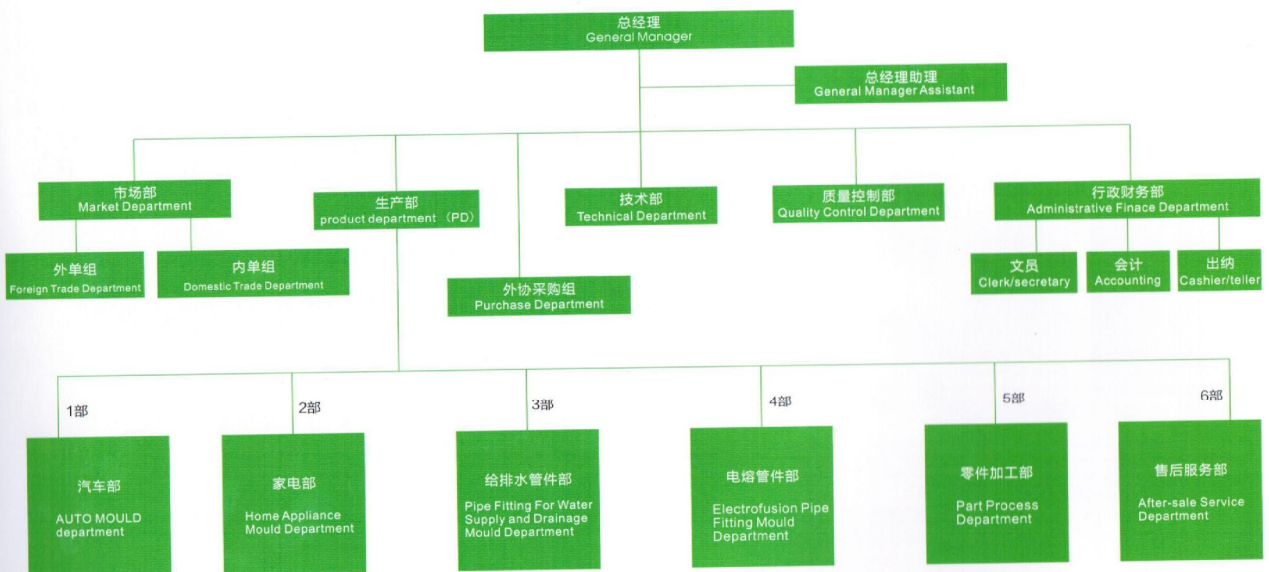 总经理
General Manager
总经理助理
General Manager Assistant
市场部
Market Department
生产部
product department （PD）
技术部
Technical Department
质量控制部
Quality Control Department
行政财务部
Administrative Finace Department
外单组
Foreign Trade Department
内单组
Domestic Trade Department
外协采购组
Purchase Department
文员
Clerk/secretary
会计
Accounting
出纳
Cashier/teller
1部
2部
3部
4部
5部
6部
汽车部
AUTO MOULD
department
家电部
Home Appliance
Mould Department
给排水管件部
Pipe Fitting For Water
Supply and Drainage
Mould Department
电熔管件部
Electrofusion Pipe
Fitting Mould
Department
零件加工部
Part Process
Department
售后服务部
After-sale Service
Department